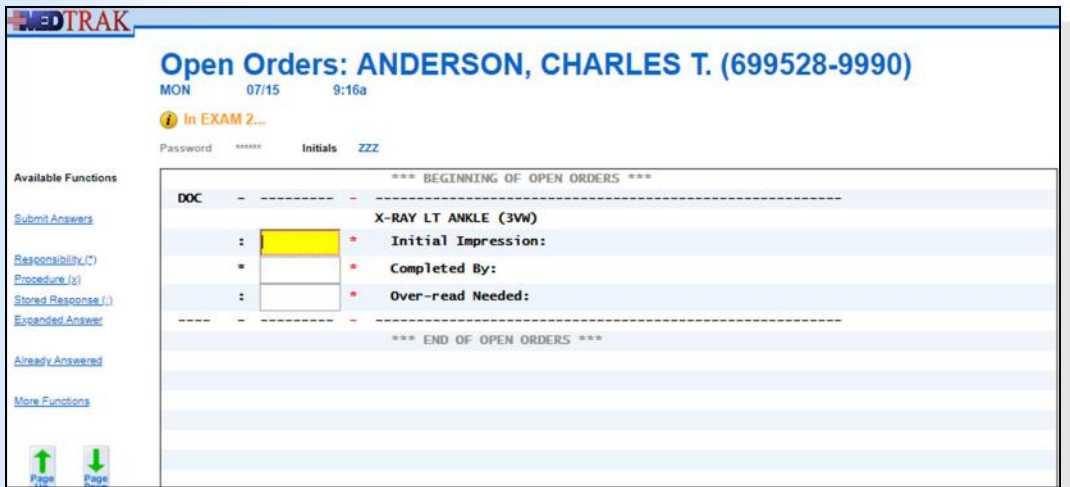 MEDTRAK
Open Orders: ANDERSON, CHARLES T. (699528-9990)
MON 07/15 9:16a
i In EXAM 2...
Password ****** Initials ZZZ
Available Functions
Submit Answers
Responsibility (*)
Procedure (x)
Stored Response (:)
Expanded Answer
Already Answered
More Functions
Page Up
Page Down
*** BEGINNING OF OPEN ORDERS ***
DOC - --------- - -------------------------------------------------------
X-RAY LT ANKLE (3VW)
: * Initial Impression:
* * Completed By:
: * Over-read Needed:
---- - --------- - -------------------------------------------------------
*** END OF OPEN ORDERS ***